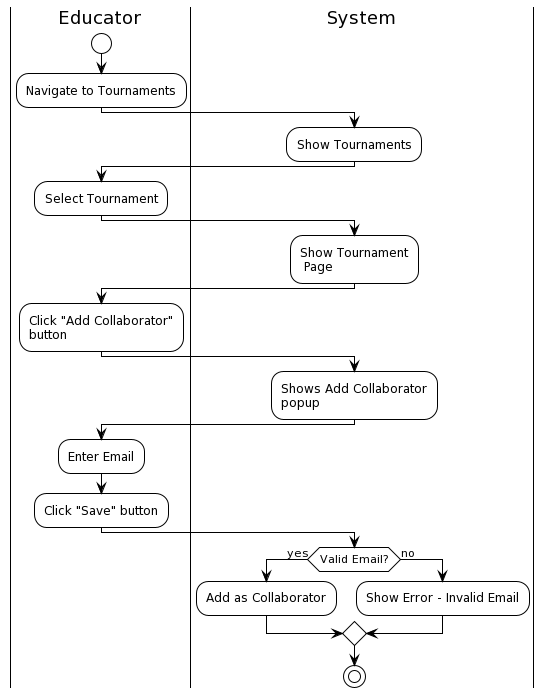 Educator
System
Navigate to Tournaments
Show Tournaments
Select Tournament
Show Tournament
Page
Click "Add Collaborator"
button
Shows Add Collaborator
popup
Enter Email
Click "Save" button
yes
Valid Email?
no
Add as Collaborator
Show Error - Invalid Email